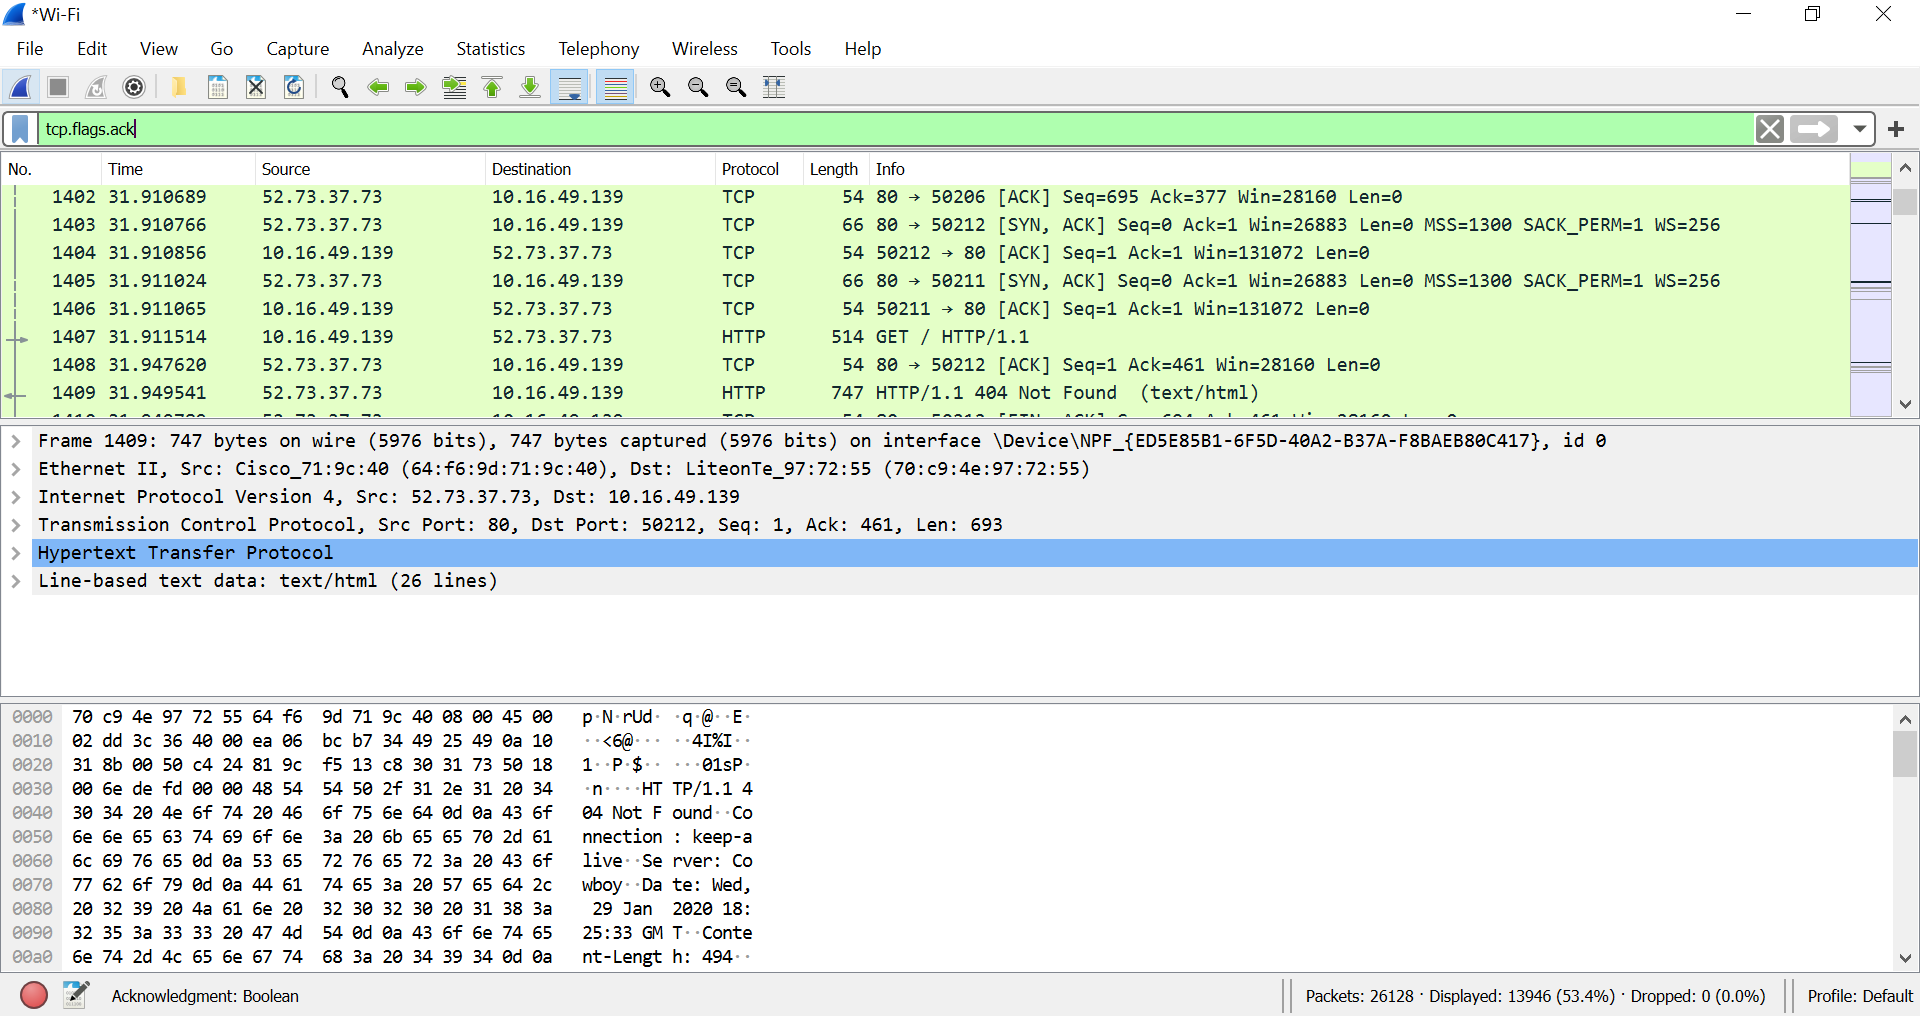 *Wi-Fi
File Edit View Go Capture Analyze Statistics Telephony Wireless Tools Help
tcp.flags.ack
No. Time Source Destination Protocol Length Info
1402 31.910689 52.73.37.73 10.16.49.139 TCP 54 80 → 50206 [ACK] Seq=695 Ack=377 Win=28160 Len=0
1403 31.910766 52.73.37.73 10.16.49.139 TCP 66 80 → 50212 [SYN, ACK] Seq=0 Ack=1 Win=26883 Len=0 MSS=1300 SACK_PERM=1 WS=256
1404 31.910856 10.16.49.139 52.73.37.73 TCP 54 50212 → 80 [ACK] Seq=1 Ack=1 Win=131072 Len=0
1405 31.911024 52.73.37.73 10.16.49.139 TCP 66 80 → 50211 [SYN, ACK] Seq=0 Ack=1 Win=26883 Len=0 MSS=1300 SACK_PERM=1 WS=256
1406 31.911065 10.16.49.139 52.73.37.73 TCP 54 50211 → 80 [ACK] Seq=1 Ack=1 Win=131072 Len=0
1407 31.911514 10.16.49.139 52.73.37.73 HTTP 514 GET / HTTP/1.1
1408 31.947620 52.73.37.73 10.16.49.139 TCP 54 80 → 50212 [ACK] Seq=1 Ack=461 Win=28160 Len=0
1409 31.949541 52.73.37.73 10.16.49.139 HTTP 747 HTTP/1.1 404 Not Found (text/html)
Frame 1409: 747 bytes on wire (5976 bits), 747 bytes captured (5976 bits) on interface \Device\NPF_{ED5E85B1-6F5D-40A2-B37A-F8BAEB80C417}, id 0
Ethernet II, Src: Cisco_71:9c:40 (64:f6:9d:71:9c:40), Dst: LiteonTe_97:72:55 (70:c9:4e:97:72:55)
Internet Protocol Version 4, Src: 52.73.37.73, Dst: 10.16.49.139
Transmission Control Protocol, Src Port: 80, Dst Port: 50212, Seq: 1, Ack: 461, Len: 693
Hypertext Transfer Protocol
Line-based text data: text/html (26 lines)
0000 70 c9 4e 97 72 55 64 f6 9d 71 9c 40 08 00 45 00 p·N·rUd· ·q·@··E·
0010 02 dd 3c 36 40 00 ea 06 bc b7 34 49 25 49 0a 10 ··<6@··· ··4I%I··
0020 31 8b 00 50 c4 24 81 9c f5 13 c8 30 31 73 50 18 1··P·$·· ···01sP·
0030 00 6e de fd 00 00 48 54 54 50 2f 31 2e 31 20 34 ·n····HT TP/1.1 4
0040 30 34 20 4e 6f 74 20 46 6f 75 6e 64 0d 0a 43 6f 04 Not F ound··Co
0050 6e 6e 65 63 74 69 6f 6e 3a 20 6b 65 65 70 2d 61 nnection : keep-a
0060 6c 69 76 65 0d 0a 53 65 72 76 65 72 3a 20 43 6f live··Se rver: Co
0070 77 62 6f 79 0d 0a 44 61 74 65 3a 20 57 65 64 2c wboy··Da te: Wed,
0080 20 32 39 20 4a 61 6e 20 32 30 32 30 20 31 38 3a 29 Jan 2020 18:
0090 32 35 3a 33 33 20 47 4d 54 0d 0a 43 6f 6e 74 65 25:33 GM T··Conte
00a0 6e 74 2d 4c 65 6e 67 74 68 3a 20 34 39 34 0d 0a nt-Lengt h: 494··
Acknowledgment: Boolean Packets: 26128 · Displayed: 13946 (53.4%) · Dropped: 0 (0.0%) Profile: Default